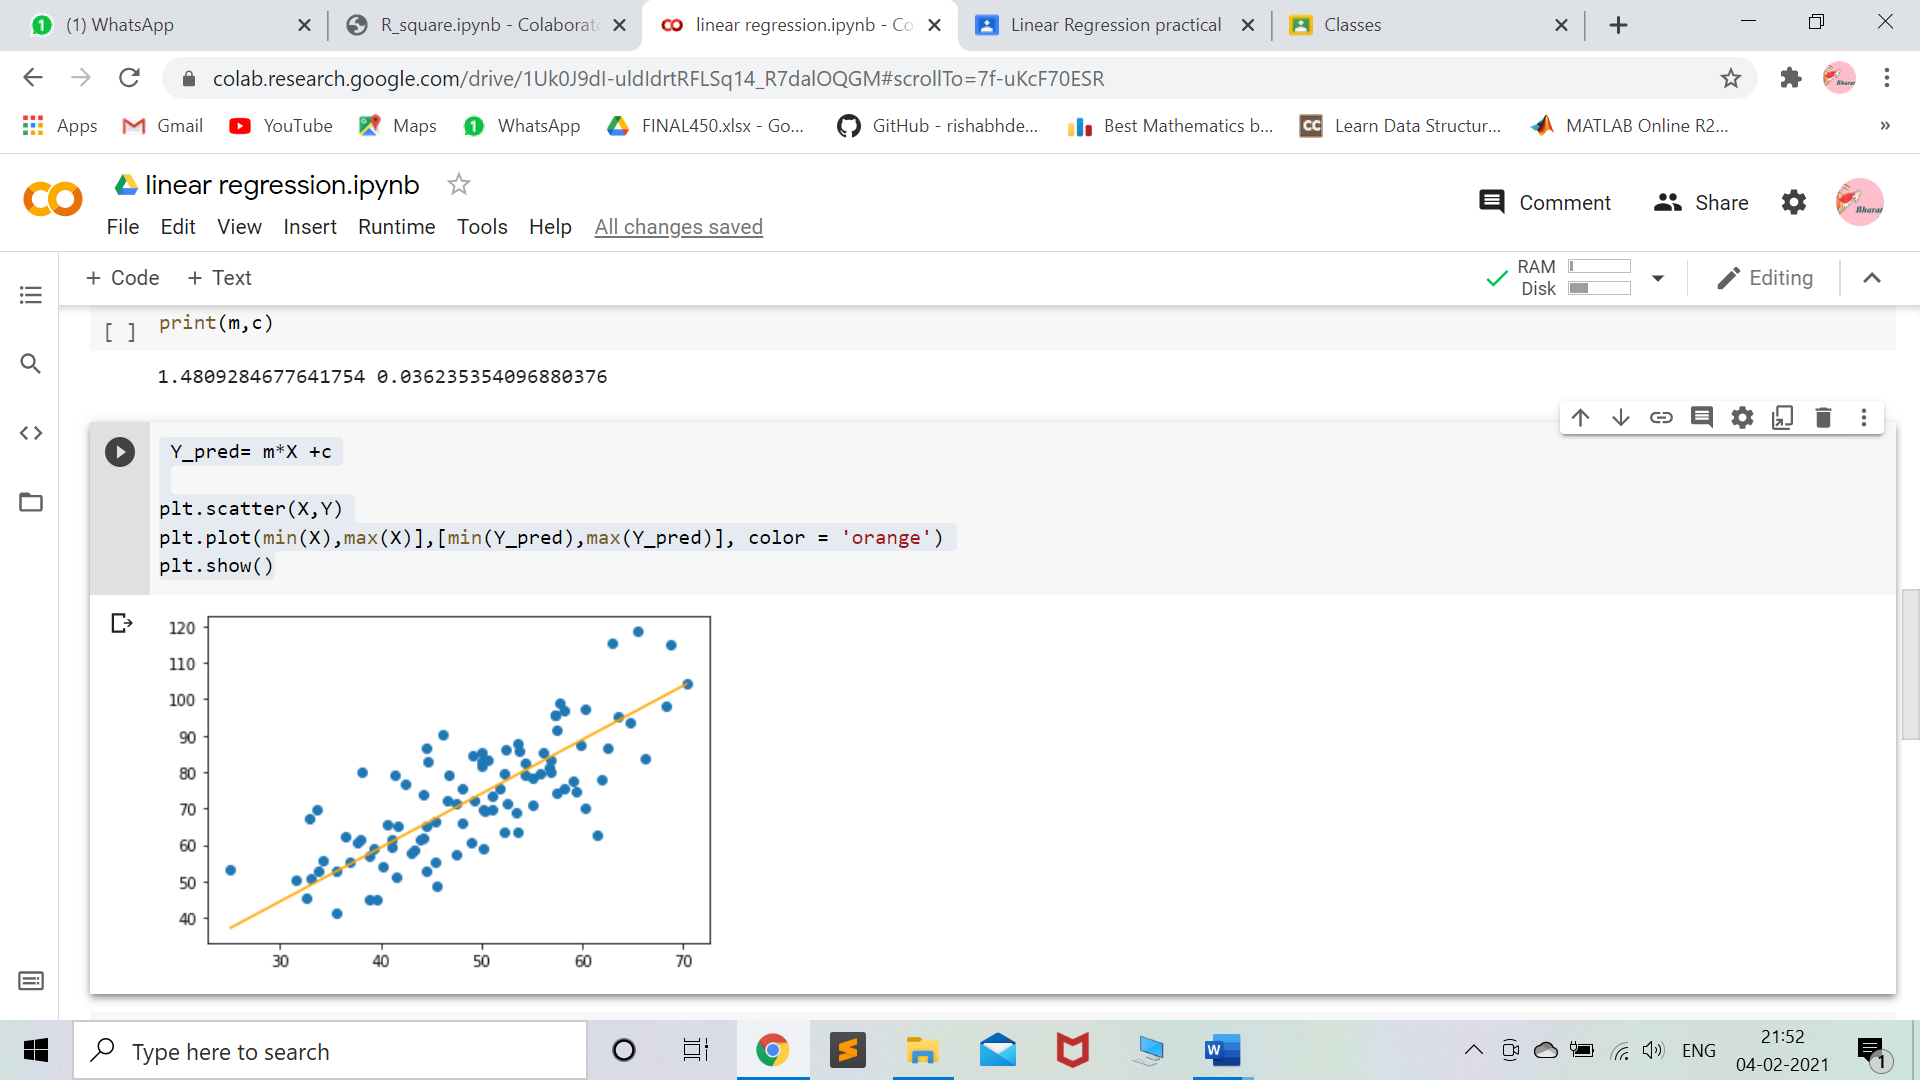 (1) WhatsApp
R_square.ipynb - Colaborat
linear regression.ipynb - Co
Linear Regression practical
Classes
colab.research.google.com/drive/1Uk0J9dI-uldIdrtRFLSq14_R7dalOQGM#scrollTo=7f-uKcF70ESR
Apps
Gmail
YouTube
Maps
WhatsApp
FINAL450.xlsx - Go...
GitHub - rishabhde...
Best Mathematics b...
Learn Data Structur...
MATLAB Online R2...
»
linear regression.ipynb
Comment
Share
Bharat
File Edit View Insert Runtime Tools Help All changes saved
+ Code + Text
RAM
Disk
Editing
[ ] print(m,c)
1.4809284677641754 0.036235354096880376
Y_pred= m*X +c
plt.scatter(X,Y)
plt.plot(min(X),max(X)],[min(Y_pred),max(Y_pred)], color = 'orange')
plt.show()
120
110
100
90
80
70
60
50
40
30 40 50 60 70
Type here to search
ENG
21:52
04-02-2021
1